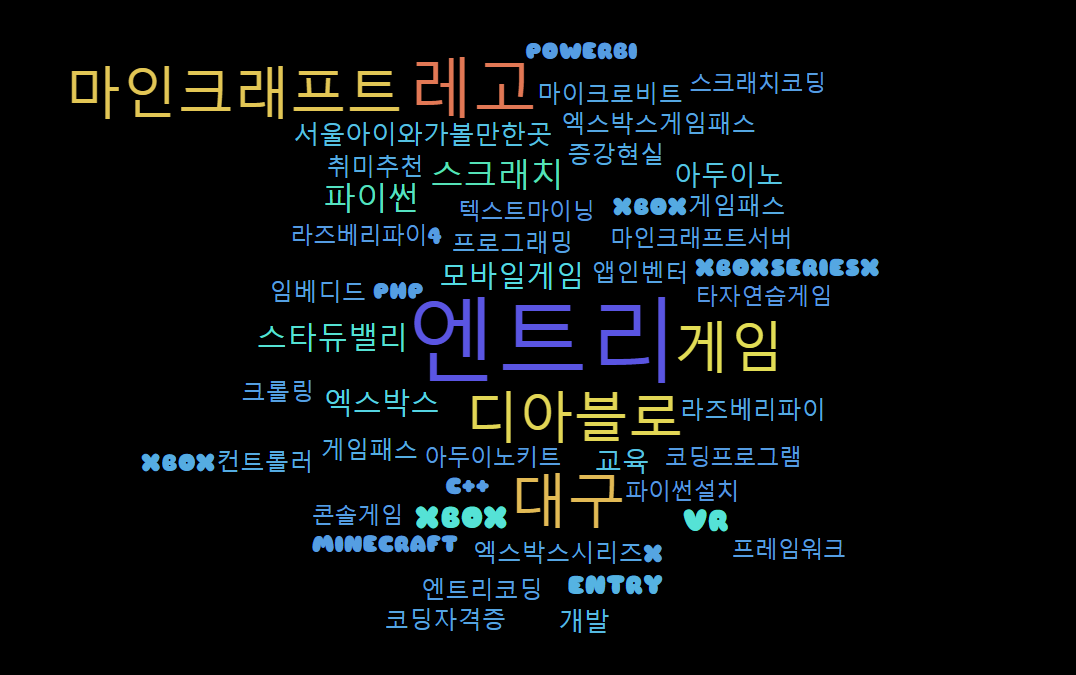 POWERBI
마인크래프트 레고 마이크로비트 스크래치코딩
서울아이와가볼만한곳 엑스박스게임패스
취미추천 스크래치 증강현실 아두이노
파이썬 텍스트마이닝 XBOX게임패스
라즈베리파이4 프로그래밍 마인크래프트서버
임베디드 PHP 모바일게임 앱인벤터 XBOXSERIESX
타자연습게임
스타듀밸리 엔트리 게임
크롤링 엑스박스 디아블로 라즈베리파이
XBOX컨트롤러 게임패스 아두이노키트 교육 코딩프로그램
C++ 대구 파이썬설치
콘솔게임 XBOX VR
MINECRAFT 엑스박스시리즈X 프레임워크
엔트리코딩 ENTRY
코딩자격증 개발